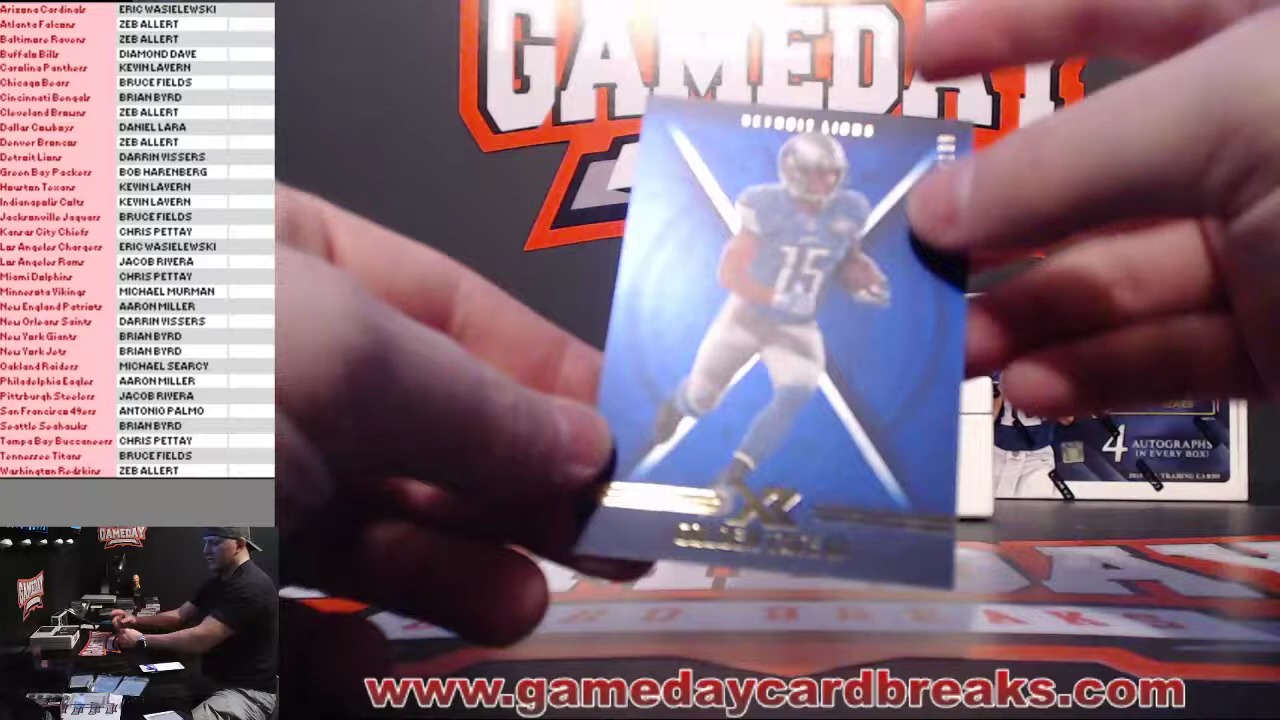 Arizona Cardinals ERIC WASIELEWSKI
Atlanta Falcons ZEB ALLERT
Baltimore Ravens ZEB ALLERT
Buffalo Bills DIAMOND DAVE
Carolina Panthers KEVIN LAVERN
Chicago Bears BRUCE FIELDS
Cincinnati Bengals BRIAN BYRD
Cleveland Browns ZEB ALLERT
Dallas Cowboys DANIEL LARA
Denver Broncos ZEB ALLERT
Detroit Lions DARRIN VISSERS
Green Bay Packers BOB HARENBERG
Houston Texans KEVIN LAVERN
Indianapolis Colts KEVIN LAVERN
Jacksonville Jaguars BRUCE FIELDS
Kansas City Chiefs CHRIS PETTAY
Los Angeles Chargers ERIC WASIELEWSKI
Los Angeles Rams JACOB RIVERA
Miami Dolphins CHRIS PETTAY
Minnesota Vikings MICHAEL MURMAN
New England Patriots AARON MILLER
New Orleans Saints DARRIN VISSERS
New York Giants BRIAN BYRD
New York Jets BRIAN BYRD
Oakland Raiders MICHAEL SEARCY
Philadelphia Eagles AARON MILLER
Pittsburgh Steelers JACOB RIVERA
San Francisco 49ers ANTONIO PALMO
Seattle Seahawks BRIAN BYRD
Tampa Bay Buccaneers CHRIS PETTAY
Tennessee Titans BRUCE FIELDS
Washington Redskins ZEB ALLERT
GAMEDAY
DETROIT LIONS
15
XR
4 AUTOGRAPHS
IN EVERY BOX!
GAMEDAY
GAMEDAY
www.gamedaycardbreaks.com